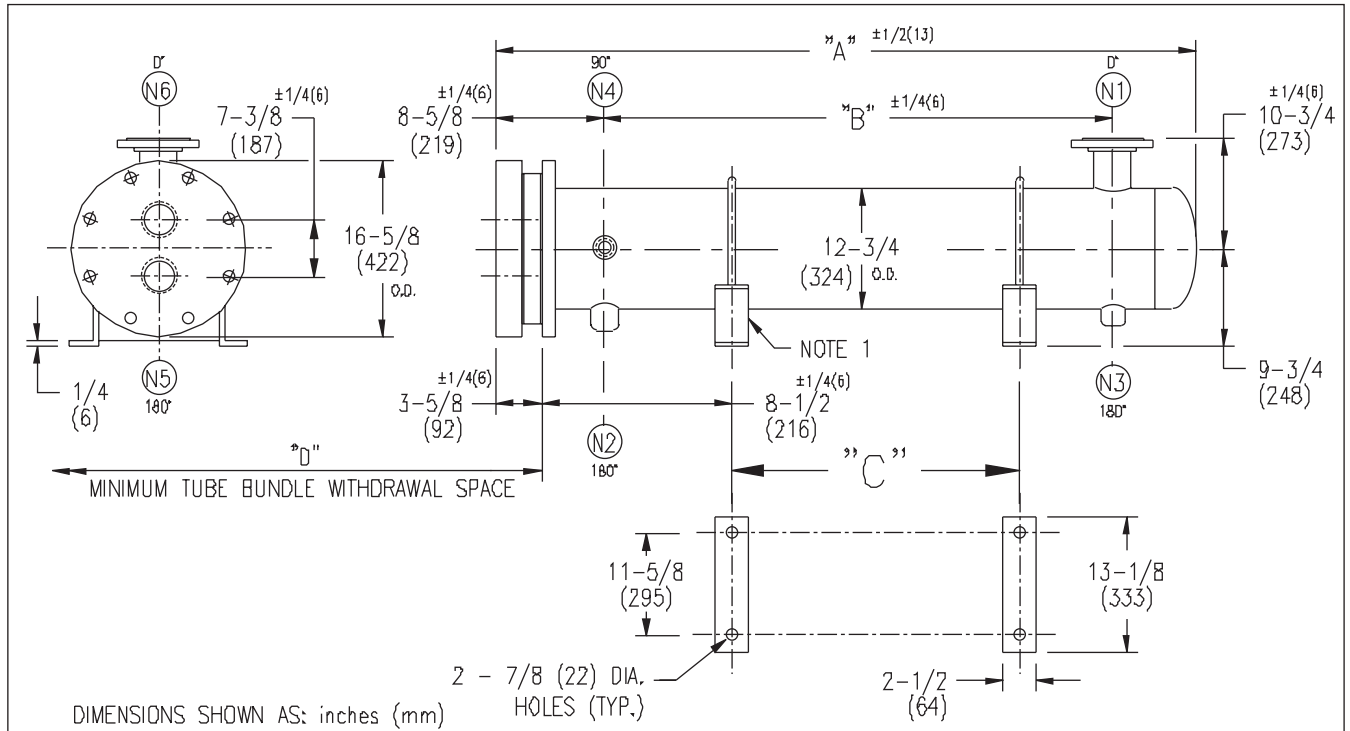 "A" ±1/2(13)
0°
N6
7-3/8 ±1/4(6)
(187)
±1/4(6)
8-5/8
(219)
90°
N4
"B" ±1/4(6)
0°
N1
±1/4(6)
10-3/4
(273)
16-5/8
(422)
O.D.
12-3/4
(324) O.D.
NOTE 1
1/4
(6)
N5
180°
±1/4(6)
3-5/8
(92)
N2
180°
±1/4(6)
8-1/2
(216)
N3
180°
9-3/4
(248)
"D"
MINIMUM TUBE BUNDLE WITHDRAWAL SPACE
"C"
11-5/8
(295)
13-1/8
(333)
2 - 7/8 (22) DIA.
HOLES (TYP.)
2-1/2
(64)
DIMENSIONS SHOWN AS: inches (mm)